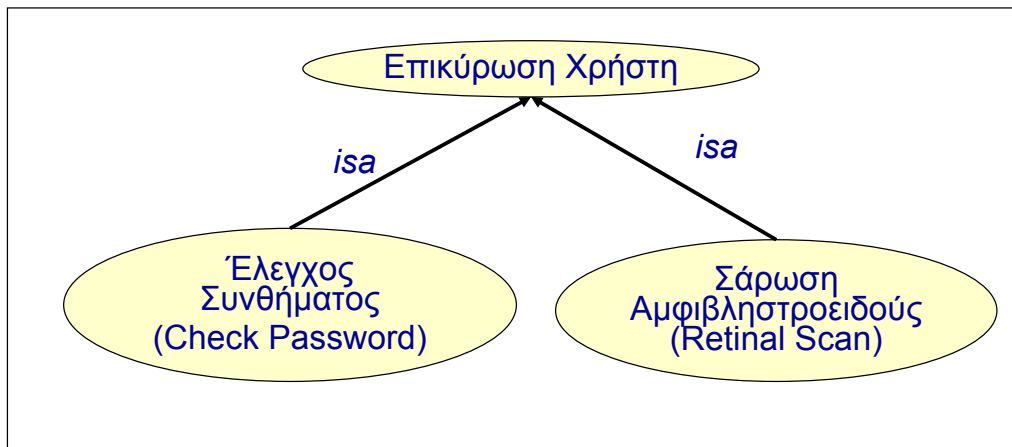 Επικύρωση Χρήστη
isa
isa
Έλεγχος
Συνθήματος
(Check Password)
Σάρωση
Αμφιβληστροειδούς
(Retinal Scan)